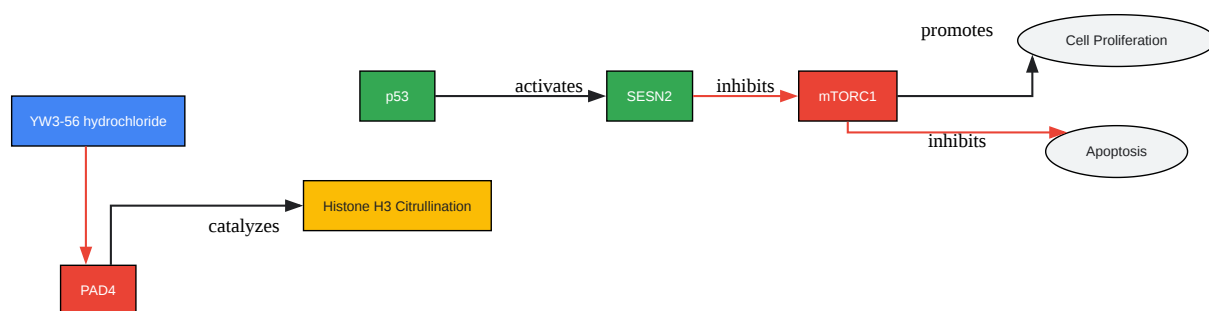 promotes
Cell Proliferation
p53
activates
SESN2
inhibits
mTORC1
YW3-56 hydrochloride
inhibits
Apoptosis
Histone H3 Citrullination
catalyzes
PAD4